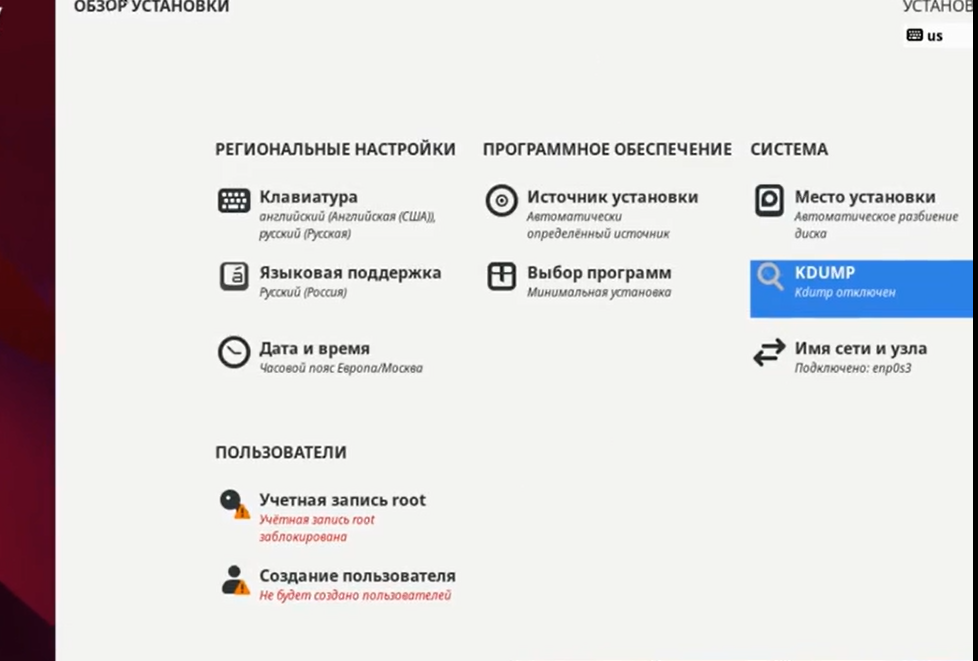 ОБЗОР УСТАНОВКИ
us
РЕГИОНАЛЬНЫЕ НАСТРОЙКИ
Клавиатура
английский (Английская (США)),
русский (Русская)
Языковая поддержка
Русский (Россия)
Дата и время
Часовой пояс Европа/Москва
ПРОГРАММНОЕ ОБЕСПЕЧЕНИЕ
Источник установки
Автоматически
определённый источник
Выбор программ
Минимальная установка
СИСТЕМА
Место установки
Автоматическое разбиение
диска
KDUMP
Kdump отключен
Имя сети и узла
Подключено: enp0s3
ПОЛЬЗОВАТЕЛИ
Учетная запись root
Учётная запись root
заблокирована
Создание пользователя
Не будет создано пользователей